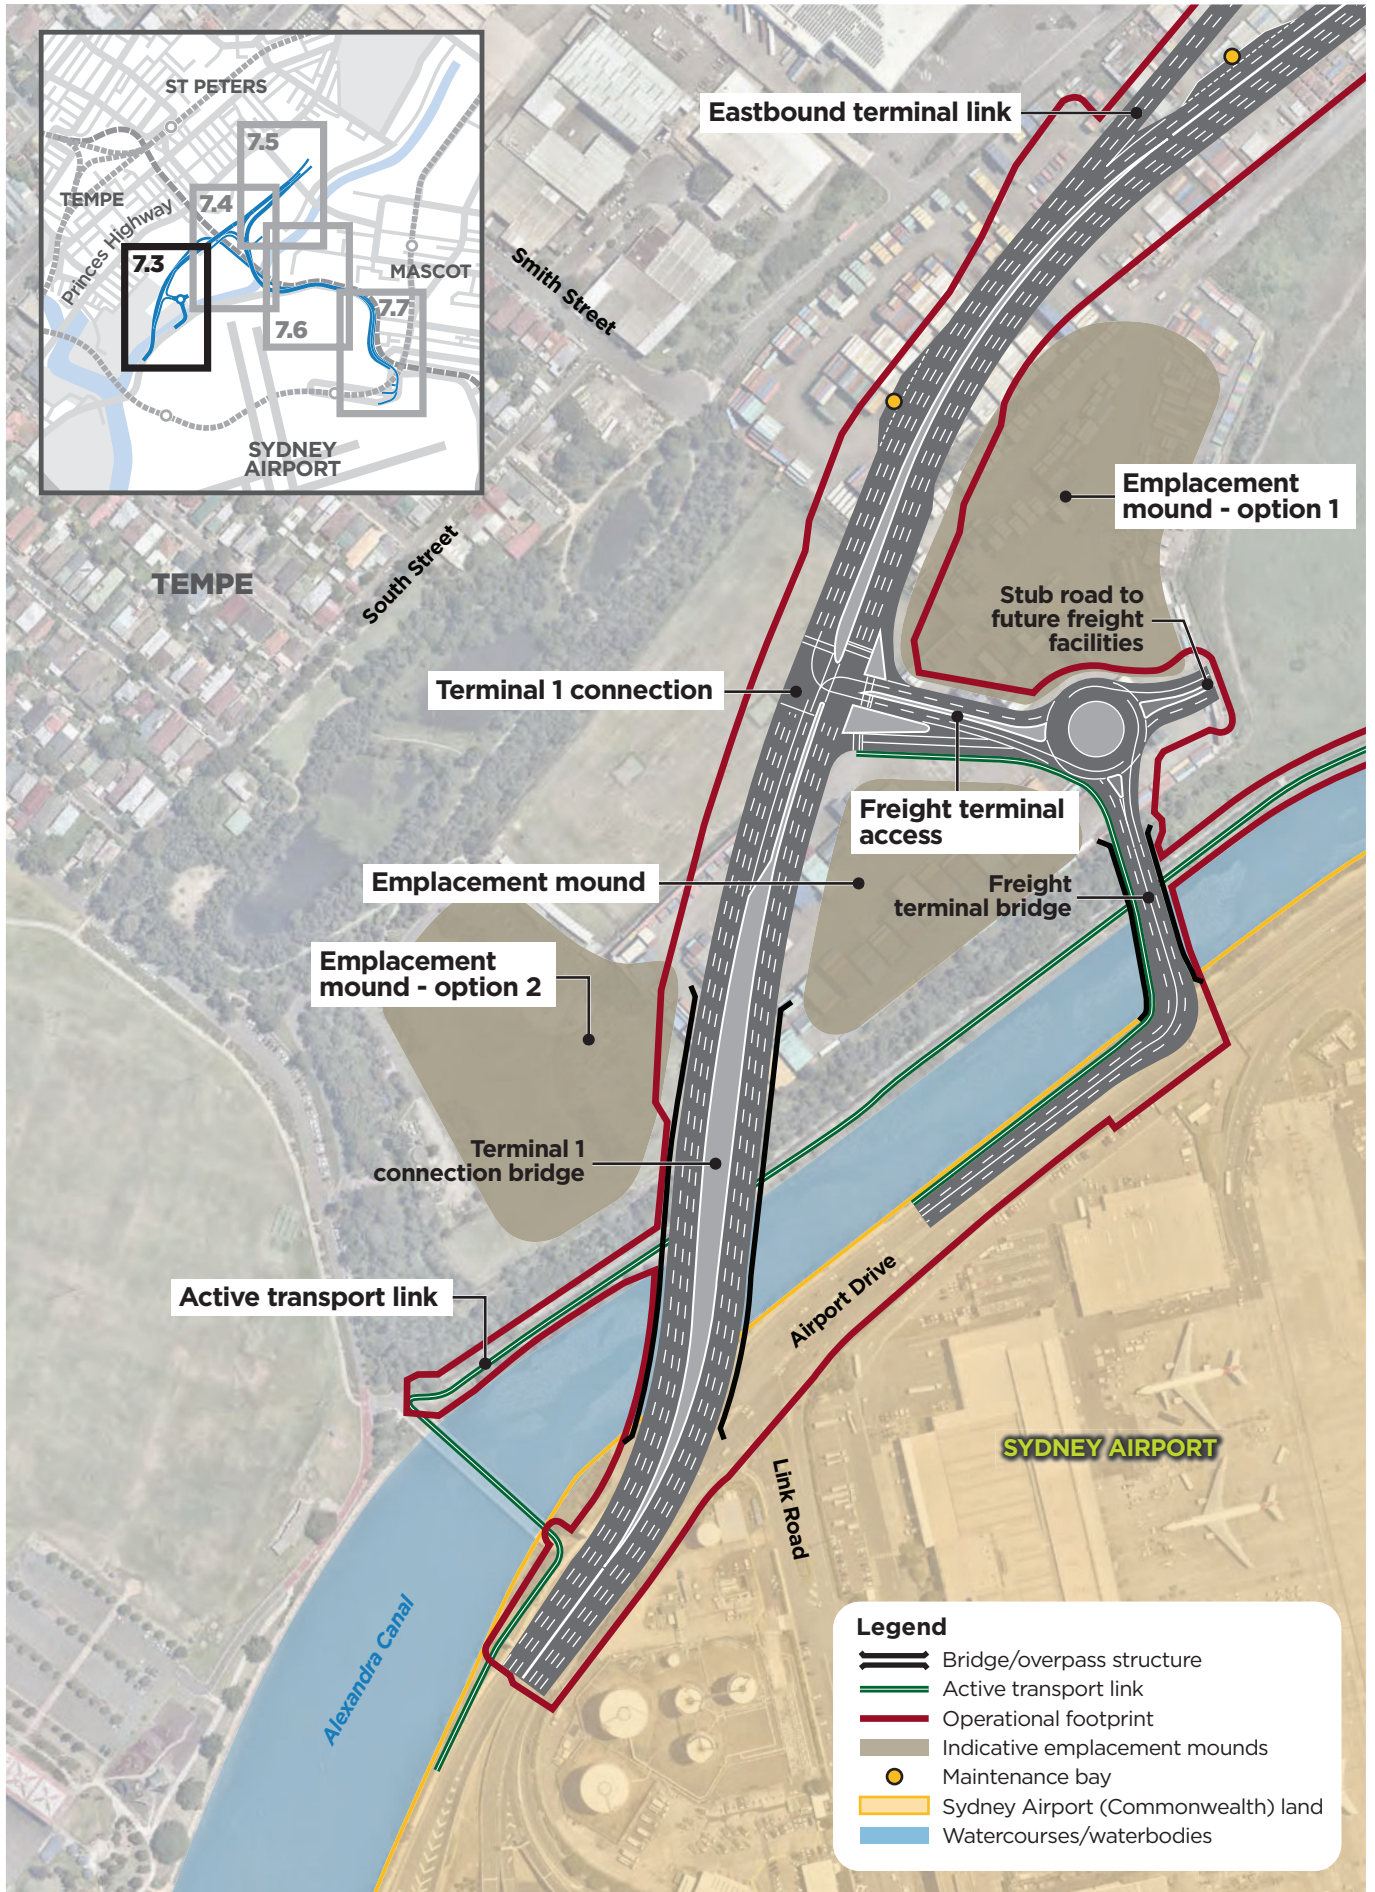 ST PETERS
7.5
TEMPE
7.4
Princes Highway
7.3
MASCOT
7.7
7.6
SYDNEY
AIRPORT
Eastbound terminal link
Smith Street
Emplacement
mound - option 1
South Street
TEMPE
Stub road to
future freight
facilities
Terminal 1 connection
Freight terminal
access
Emplacement mound
Freight
terminal bridge
Emplacement
mound - option 2
Terminal 1
connection bridge
Active transport link
Airport Drive
SYDNEY AIRPORT
Link Road
Alexandra Canal
Legend
Bridge/overpass structure
Active transport link
Operational footprint
Indicative emplacement mounds
Maintenance bay
Sydney Airport (Commonwealth) land
Watercourses/waterbodies